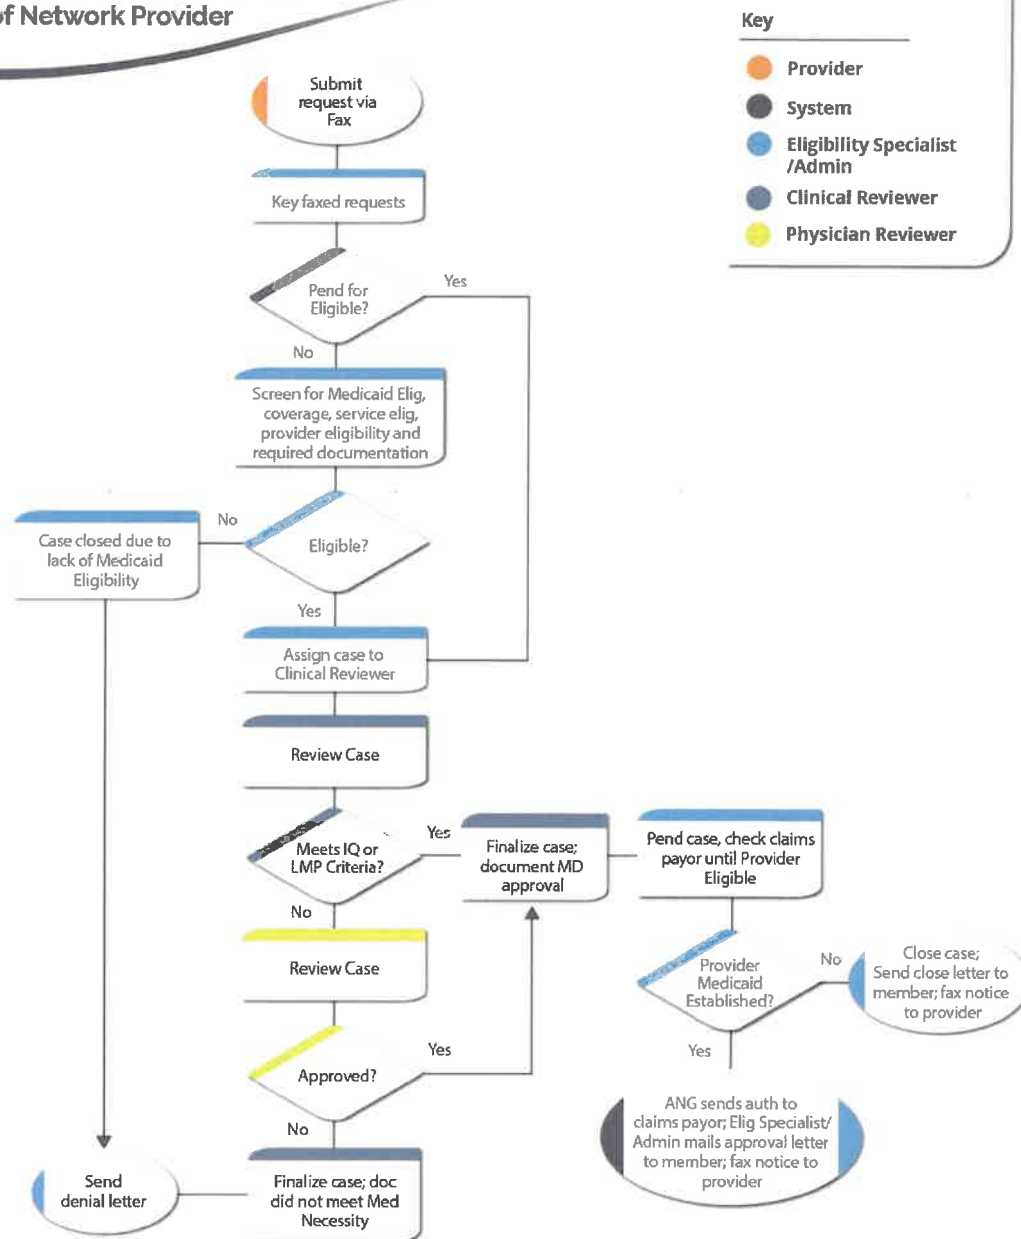 of Network Provider
Key
Provider
System
Eligibility Specialist
/Admin
Clinical Reviewer
Physician Reviewer
Submit
request via
Fax
Key faxed requests
Pend for
Eligible?
Yes
No
Screen for Medicaid Elig,
coverage, service elig,
provider eligibility and
required documentation
Eligible?
No
Case closed due to
lack of Medicaid
Eligibility
Yes
Assign case to
Clinical Reviewer
Review Case
Meets IQ or
LMP Criteria?
Yes
Finalize case;
document MD
approval
Pend case, check claims
payor until Provider
Eligible
No
Review Case
Provider
Medicaid
Established?
No
Close case;
Send close letter to
member; fax notice
to provider
Yes
Approved?
Yes
ANG sends auth to
claims payor; Elig Specialist/
Admin mails approval letter
to member; fax notice to
provider
No
Finalize case; doc
did not meet Med
Necessity
Send
denial letter